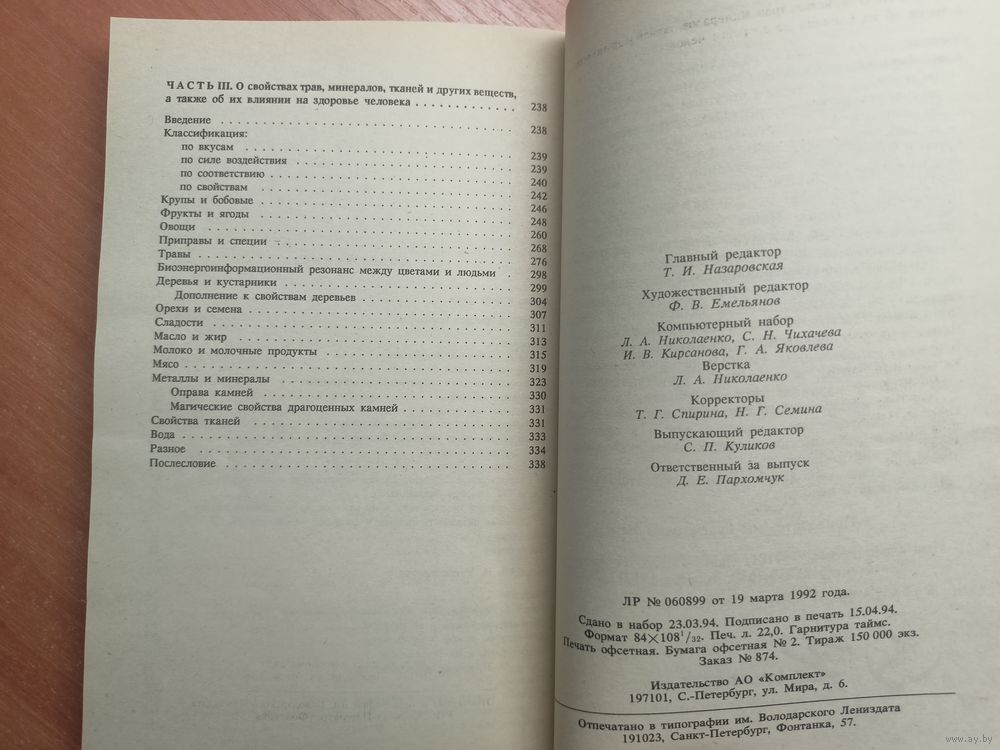 ЧАСТЬ III. О свойствах трав, минералов, тканей и других веществ,
а также об их влиянии на здоровье человека . . . . . . . . . . . . 238
Введение . . . . . . . . . . . . . . . . . . . . . . . . 238
Классификация:
по вкусам . . . . . . . . . . . . . . . . . . . . . . . . 239
по силе воздействия . . . . . . . . . . . . . . . . . . . . 239
по соответствию . . . . . . . . . . . . . . . . . . . . . . 240
по свойствам . . . . . . . . . . . . . . . . . . . . . . . 242
Крупы и бобовые . . . . . . . . . . . . . . . . . . . . . . 246
Фрукты и ягоды . . . . . . . . . . . . . . . . . . . . . . 248
Овощи . . . . . . . . . . . . . . . . . . . . . . . . . . 260
Приправы и специи . . . . . . . . . . . . . . . . . . . . . 268
Травы . . . . . . . . . . . . . . . . . . . . . . . . . . 276
Биоэнергоинформационный резонанс между цветами и людьми . 298
Деревья и кустарники . . . . . . . . . . . . . . . . . . . . 299
Дополнение к свойствам деревьев . . . . . . . . . . . . . . 304
Орехи и семена . . . . . . . . . . . . . . . . . . . . . . 307
Сладости . . . . . . . . . . . . . . . . . . . . . . . . . 311
Масло и жир . . . . . . . . . . . . . . . . . . . . . . . . 313
Молоко и молочные продукты . . . . . . . . . . . . . . . . . 315
Мясо . . . . . . . . . . . . . . . . . . . . . . . . . . . 319
Металлы и минералы . . . . . . . . . . . . . . . . . . . . . 323
Оправа камней . . . . . . . . . . . . . . . . . . . . . . . 330
Магические свойства драгоценных камней . . . . . . . . . . . 331
Свойства тканей . . . . . . . . . . . . . . . . . . . . . . 331
Вода . . . . . . . . . . . . . . . . . . . . . . . . . . . 333
Разное . . . . . . . . . . . . . . . . . . . . . . . . . . 334
Послесловие . . . . . . . . . . . . . . . . . . . . . . . . 338
Главный редактор
Т. И. Назаровская
Художественный редактор
Ф. В. Емельянов
Компьютерный набор
Л. А. Николаенко, С. Н. Чихачева
И. В. Кирсанова, Г. А. Яковлева
Верстка
Л. А. Николаенко
Корректоры
Т. Г. Спирина, Н. Г. Семина
Выпускающий редактор
С. П. Куликов
Ответственный за выпуск
Д. Е. Пархомчук
ЛР № 060899 от 19 марта 1992 года.
Сдано в набор 23.03.94. Подписано в печать 15.04.94.
Формат 84×108¹/₃₂. Печ. л. 22,0. Гарнитура таймс.
Печать офсетная. Бумага офсетная № 2. Тираж 150 000 экз.
Заказ № 874.
Издательство АО «Комплект»
197101, С.-Петербург, ул. Мира, д. 6.
Отпечатано в типографии им. Володарского Лениздата
191023, Санкт-Петербург, Фонтанка, 57.
www.ay.by